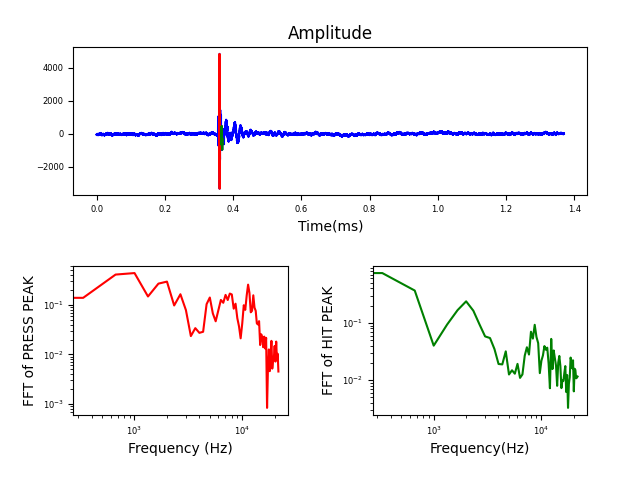 Amplitude
4000
2000
0
−2000
0.0 0.2 0.4 0.6 0.8 1.0 1.2 1.4
Time(ms)
FFT of PRESS PEAK
10⁻¹
10⁻²
10⁻³
10³ 10⁴
Frequency (Hz)
FFT of HIT PEAK
10⁻¹
10⁻²
10³ 10⁴
Frequency(Hz)